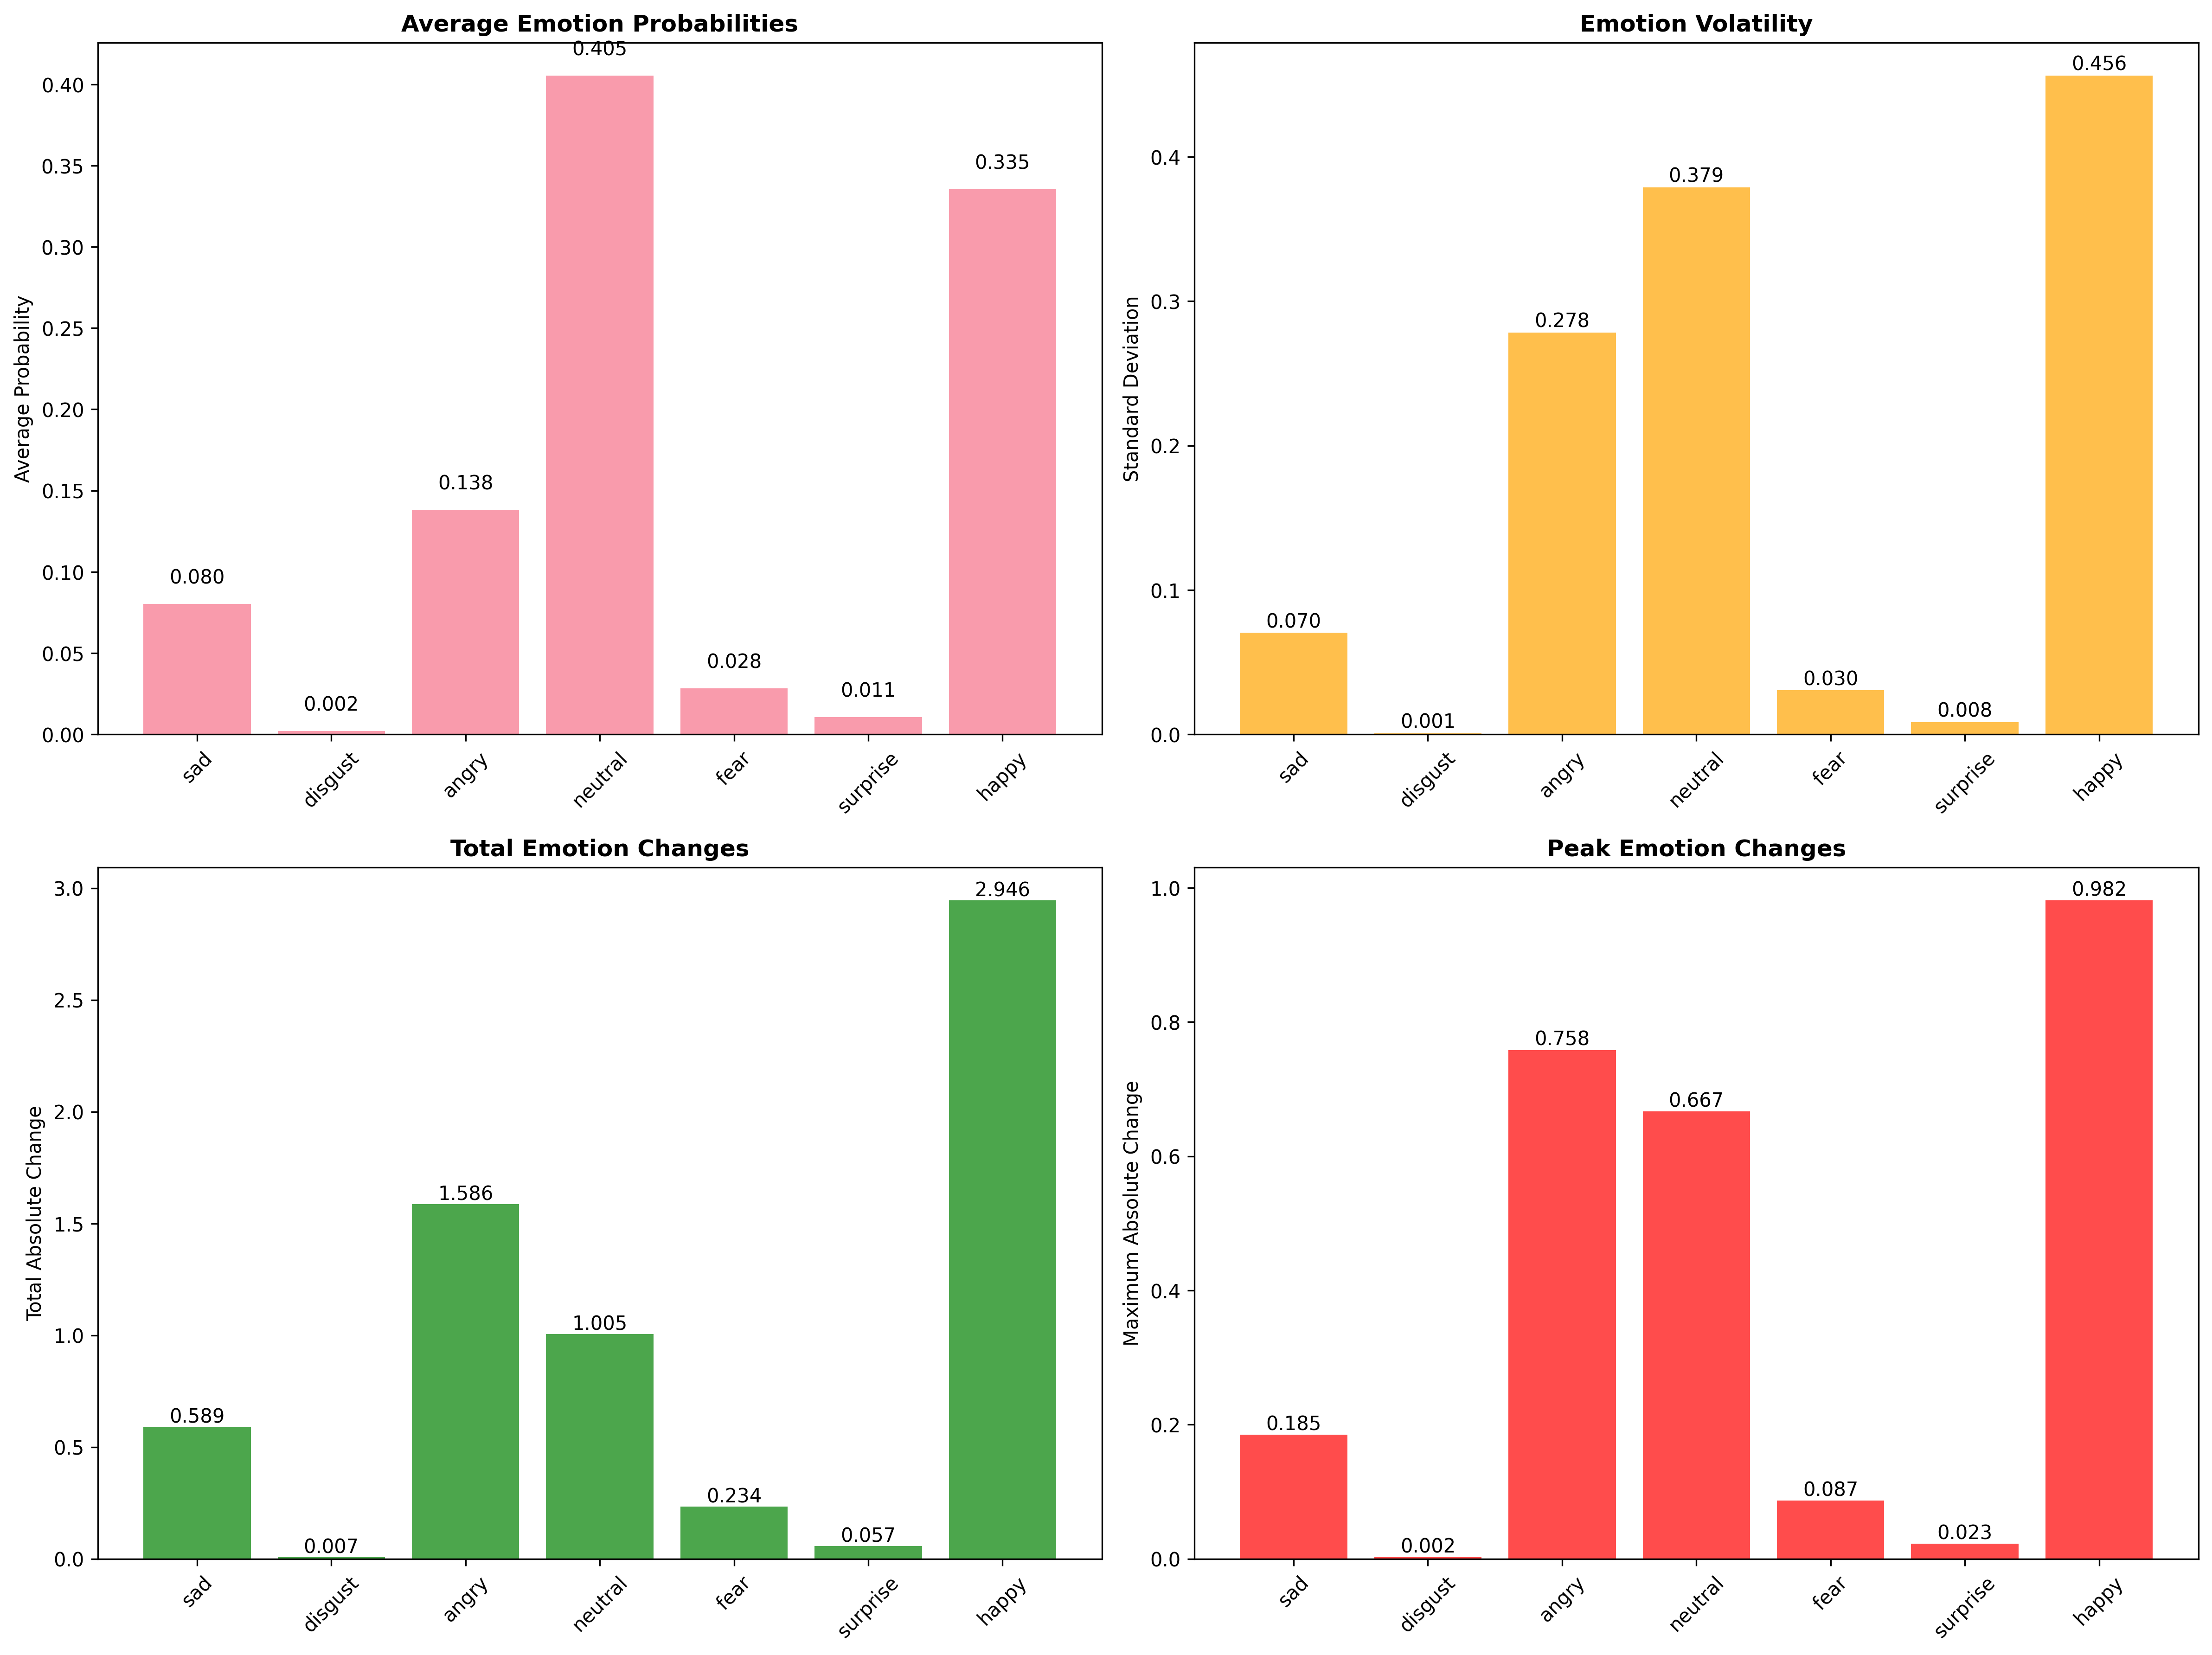 Average Emotion Probabilities
Average Probability
0.40
0.35
0.30
0.25
0.20
0.15
0.10
0.05
0.00
0.080
0.002
0.138
0.405
0.028
0.011
0.335
sad
disgust
angry
neutral
fear
surprise
happy
Emotion Volatility
Standard Deviation
0.4
0.3
0.2
0.1
0.0
0.070
0.001
0.278
0.379
0.030
0.008
0.456
sad
disgust
angry
neutral
fear
surprise
happy
Total Emotion Changes
Total Absolute Change
3.0
2.5
2.0
1.5
1.0
0.5
0.0
0.589
0.007
1.586
1.005
0.234
0.057
2.946
sad
disgust
angry
neutral
fear
surprise
happy
Peak Emotion Changes
Maximum Absolute Change
1.0
0.8
0.6
0.4
0.2
0.0
0.185
0.002
0.758
0.667
0.087
0.023
0.982
sad
disgust
angry
neutral
fear
surprise
happy